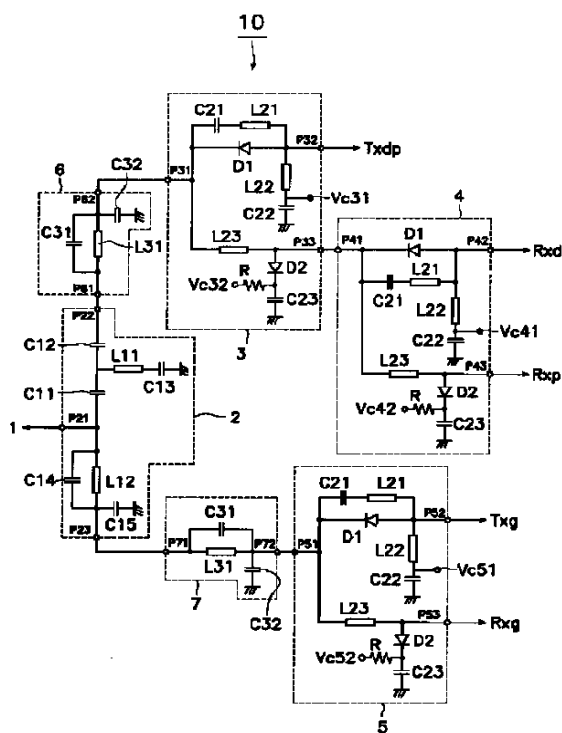 10
C21 L21
P32 Txdp
P31
D1
L22
Vc31
C22
6
C32
P62
C31
L31
P61
L23
P33
D2
Vc32 R
C23
3
4
P41 D1 P42 Rxd
C21 L21
L22
Vc41
C22
P43
L23 Rxp
D2
Vc42 R
C23
P22
C12
L11
C13
C11
P21
1
2
C14
L12
C15
P23
C31
P71 P72
L31
C32
7
C21 L21
P52
P51 Txg
D1
L22
Vc51
C22
L23 P53
Rxg
D2
Vc52 R
C23
5